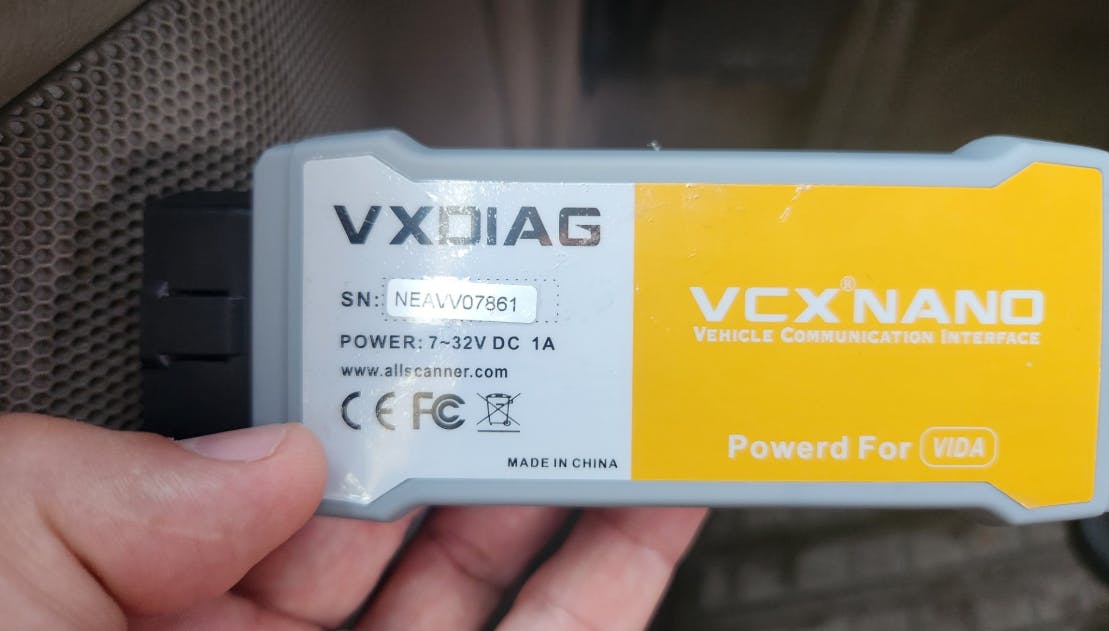 VXDIAG
SN: NEAVV07861
POWER: 7~32V DC 1A
www.allscanner.com
CE FC
MADE IN CHINA
VCX®NANO
VEHICLE COMMUNICATION INTERFACE
Powerd For VIDA